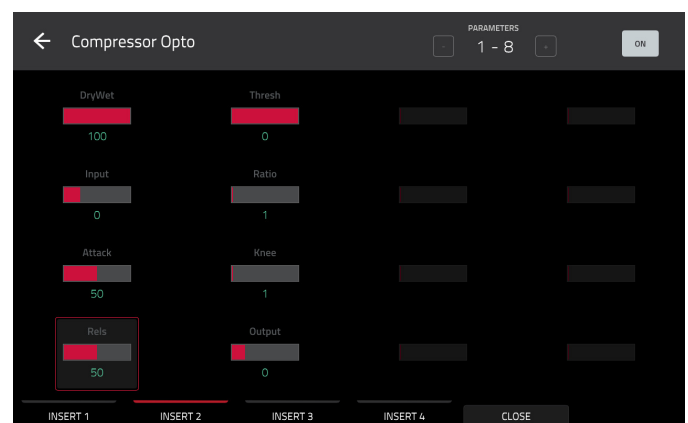 Compressor Opto
PARAMETERS
- 1 - 8 +
ON
DryWet Thresh
100 0
Input Ratio
0 1
Attack Knee
50 1
Rels Output
50 0
INSERT 1 INSERT 2 INSERT 3 INSERT 4 CLOSE